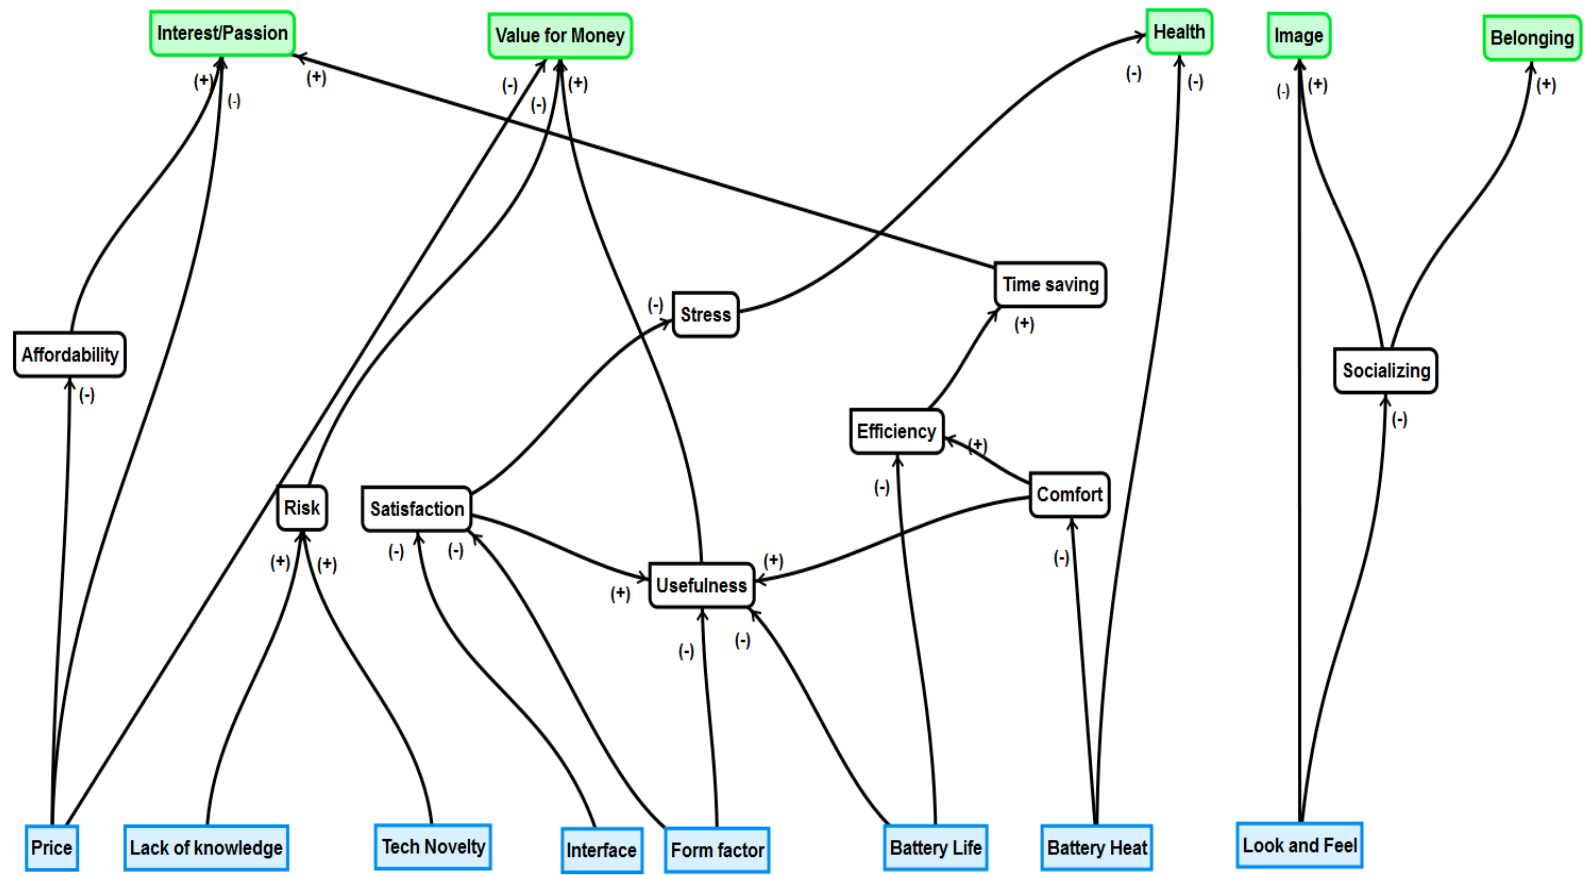 Interest/Passion
Value for Money
Health
Image
Belonging
(+)
(-)
(+)
(-)
(-)
(+)
(-)
(-)
(-)
(+)
(+)
Time saving
(+)
(-)
Stress
Affordability
(-)
Socializing
(-)
Efficiency
(+)
(-)
Comfort
(-)
Risk
(+)
(+)
Satisfaction
(-)
(-)
(+)
Usefulness
(+)
(-)
(-)
Price
Lack of knowledge
Tech Novelty
Interface
Form factor
Battery Life
Battery Heat
Look and Feel